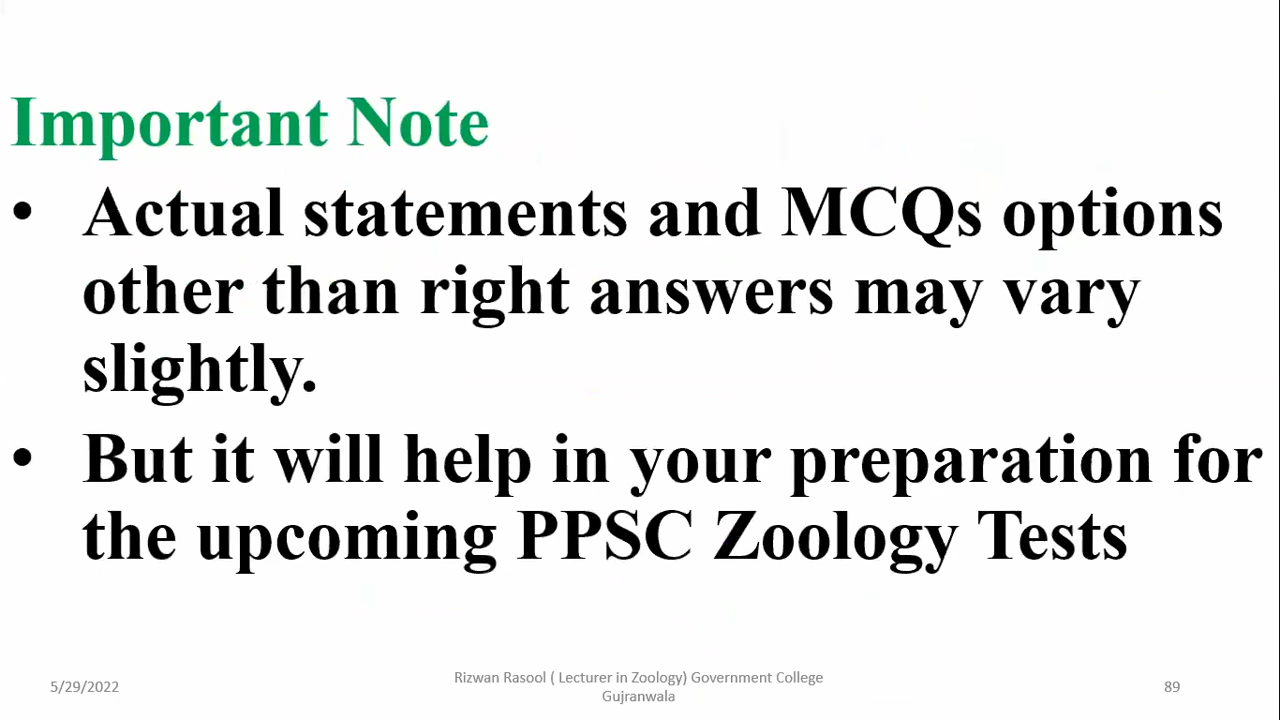 Important Note
• Actual statements and MCQs options
other than right answers may vary
slightly.
• But it will help in your preparation for
the upcoming PPSC Zoology Tests
5/29/2022
Rizwan Rasool ( Lecturer in Zoology) Government College
Gujranwala
89